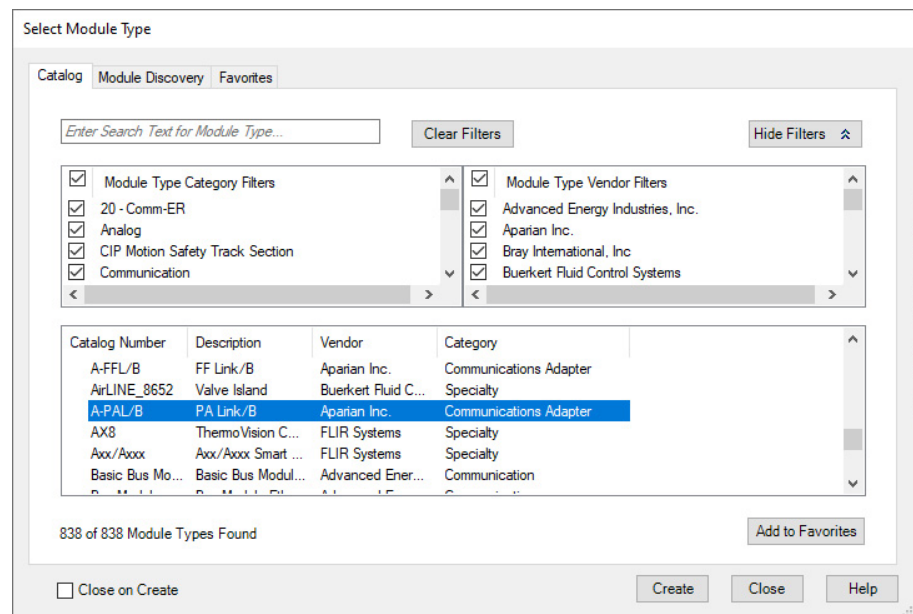 Select Module Type
Catalog Module Discovery Favorites
Enter Search Text for Module Type... Clear Filters Hide Filters
Module Type Category Filters
20 - Comm-ER
Analog
CIP Motion Safety Track Section
Communication
Module Type Vendor Filters
Advanced Energy Industries, Inc.
Aparian Inc.
Bray International, Inc
Buerkert Fluid Control Systems
Catalog Number Description Vendor Category
A-FFL/B FF Link/B Aparian Inc. Communications Adapter
AirLINE_8652 Valve Island Buerkert Fluid C... Specialty
A-PAL/B PA Link/B Aparian Inc. Communications Adapter
AX8 ThermoVision C... FLIR Systems Specialty
Axx/Axxx Axx/Axxx Smart ... FLIR Systems Specialty
Basic Bus Mo... Basic Bus Modul... Advanced Ener... Communication
838 of 838 Module Types Found Add to Favorites
Close on Create Create Close Help